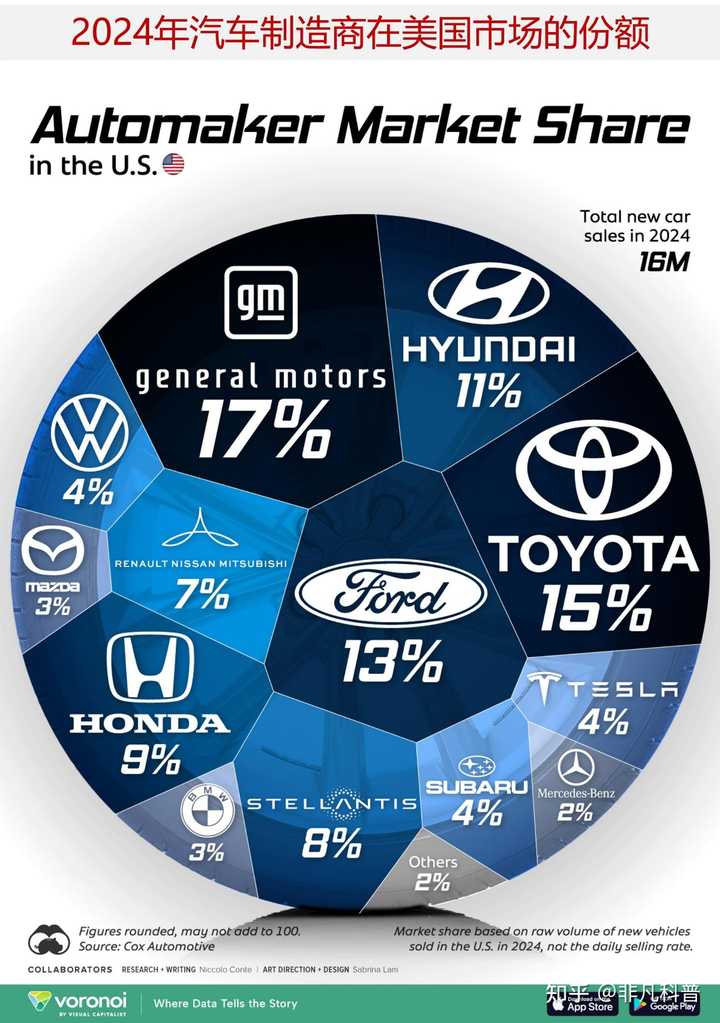 2024年汽车制造商在美国市场的份额
Automaker Market Share
in the U.S.
Total new car
sales in 2024
16M
gm
general motors
17%
HYUNDAI
11%
TOYOTA
15%
4%
RENAULT NISSAN MITSUBISHI
7%
mazda
3%
Ford
13%
HONDA
9%
TESLA
4%
SUBARU
4%
Mercedes-Benz
2%
BMW
3%
STELLANTIS
8%
Others
2%
Figures rounded, may not add to 100.
Source: Cox Automotive
Market share based on raw volume of new vehicles
sold in the U.S. in 2024, not the daily selling rate.
COLLABORATORS RESEARCH + WRITING Niccolo Conte | ART DIRECTION + DESIGN Sabrina Lam
voronoi
BY VISUAL CAPITALIST
Where Data Tells the Story
App Store
Google Play
知乎 @非凡科普